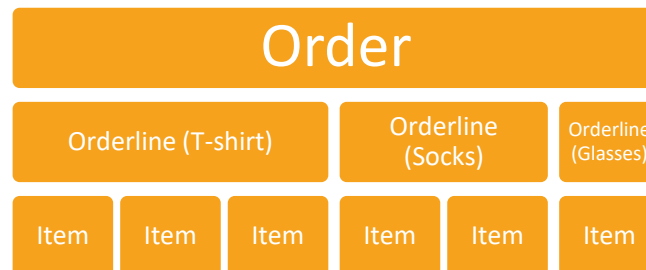 Order
Orderline (T-shirt)
Orderline
(Socks)
Orderline
(Glasses)
Item
Item
Item
Item
Item
Item